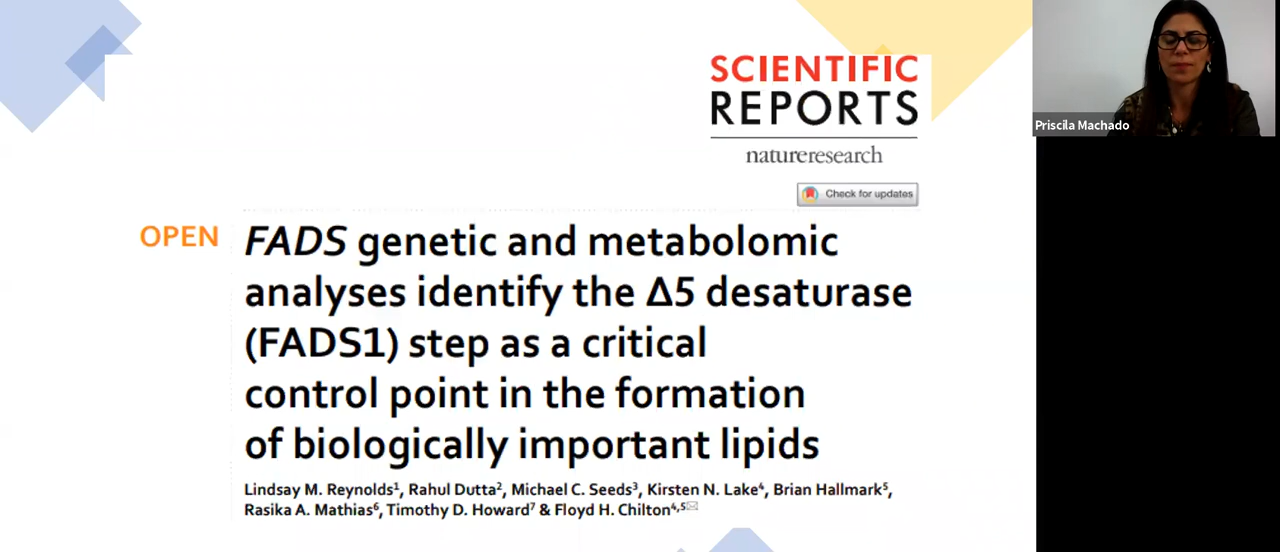 SCIENTIFIC
REPORTS
natureresearch
Check for updates
OPEN
FADS genetic and metabolomic
analyses identify the Δ5 desaturase
(FADS1) step as a critical
control point in the formation
of biologically important lipids
Lindsay M. Reynolds¹, Rahul Dutta², Michael C. Seeds³, Kirsten N. Lake⁴, Brian Hallmark⁵,
Rasika A. Mathias⁶, Timothy D. Howard⁷ & Floyd H. Chilton⁴,⁵✉
Priscila Machado